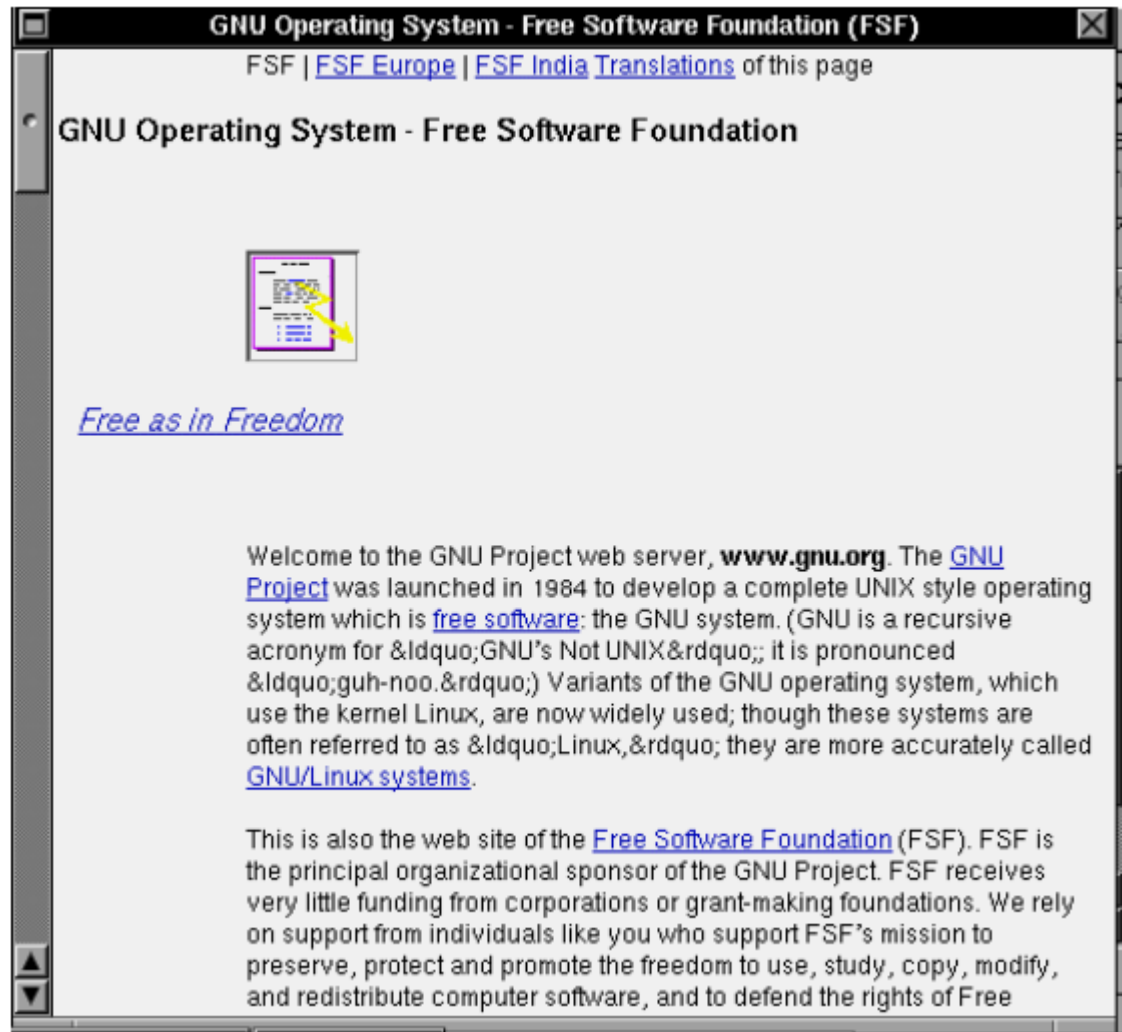 GNU Operating System - Free Software Foundation (FSF)
FSF | FSF Europe | FSF India Translations of this page
GNU Operating System - Free Software Foundation
Free as in Freedom
Welcome to the GNU Project web server, www.gnu.org. The GNU
Project was launched in 1984 to develop a complete UNIX style operating
system which is free software: the GNU system. (GNU is a recursive
acronym for &ldquo;GNU's Not UNIX&rdquo;; it is pronounced
&ldquo;guh-noo.&rdquo;) Variants of the GNU operating system, which
use the kernel Linux, are now widely used; though these systems are
often referred to as &ldquo;Linux,&rdquo; they are more accurately called
GNU/Linux systems.
This is also the web site of the Free Software Foundation (FSF). FSF is
the principal organizational sponsor of the GNU Project. FSF receives
very little funding from corporations or grant-making foundations. We rely
on support from individuals like you who support FSF's mission to
preserve, protect and promote the freedom to use, study, copy, modify,
and redistribute computer software, and to defend the rights of Free